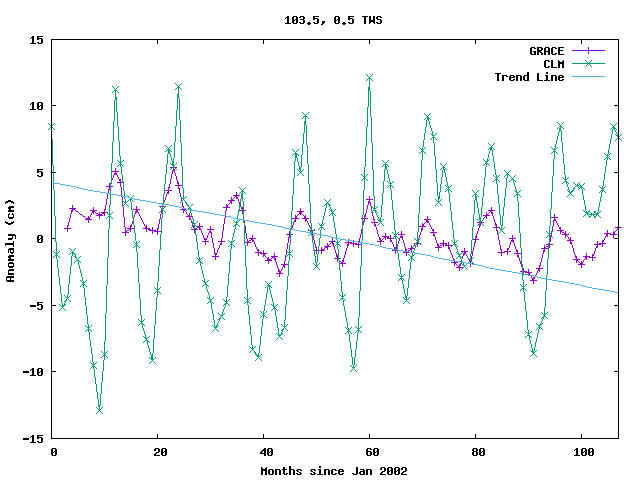 103.5, 0.5 TWS
GRACE
CLM
Trend Line
Anomaly (cm)
15
10
5
0
-5
-10
-15
0 20 40 60 80 100
Months since Jan 2002